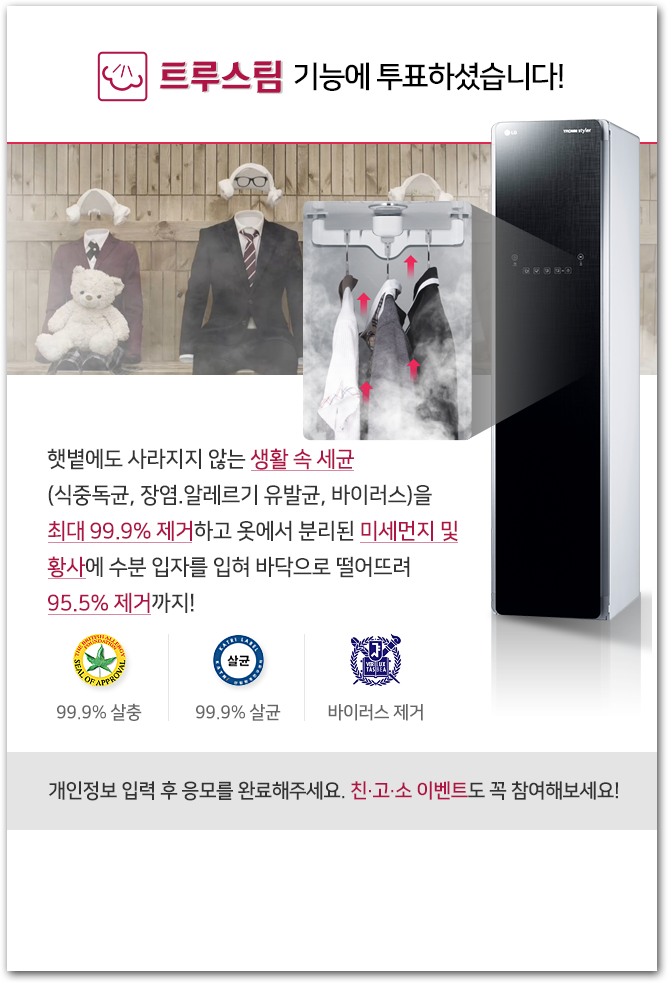 트루스팀 기능에 투표하셨습니다!
LG
TROMM styler
햇볕에도 사라지지 않는 생활 속 세균
(식중독균, 장염.알레르기 유발균, 바이러스)을
최대 99.9% 제거하고 옷에서 분리된 미세먼지 및
황사에 수분 입자를 입혀 바닥으로 떨어뜨려
95.5% 제거까지!
THE BRITISH ALLERGY FOUNDATION
SEAL OF APPROVAL
KATRI LABEL
살균
VERI LUX TAS MEA
99.9% 살충
99.9% 살균
바이러스 제거
개인정보 입력 후 응모를 완료해주세요. 친·고·소 이벤트도 꼭 참여해보세요!